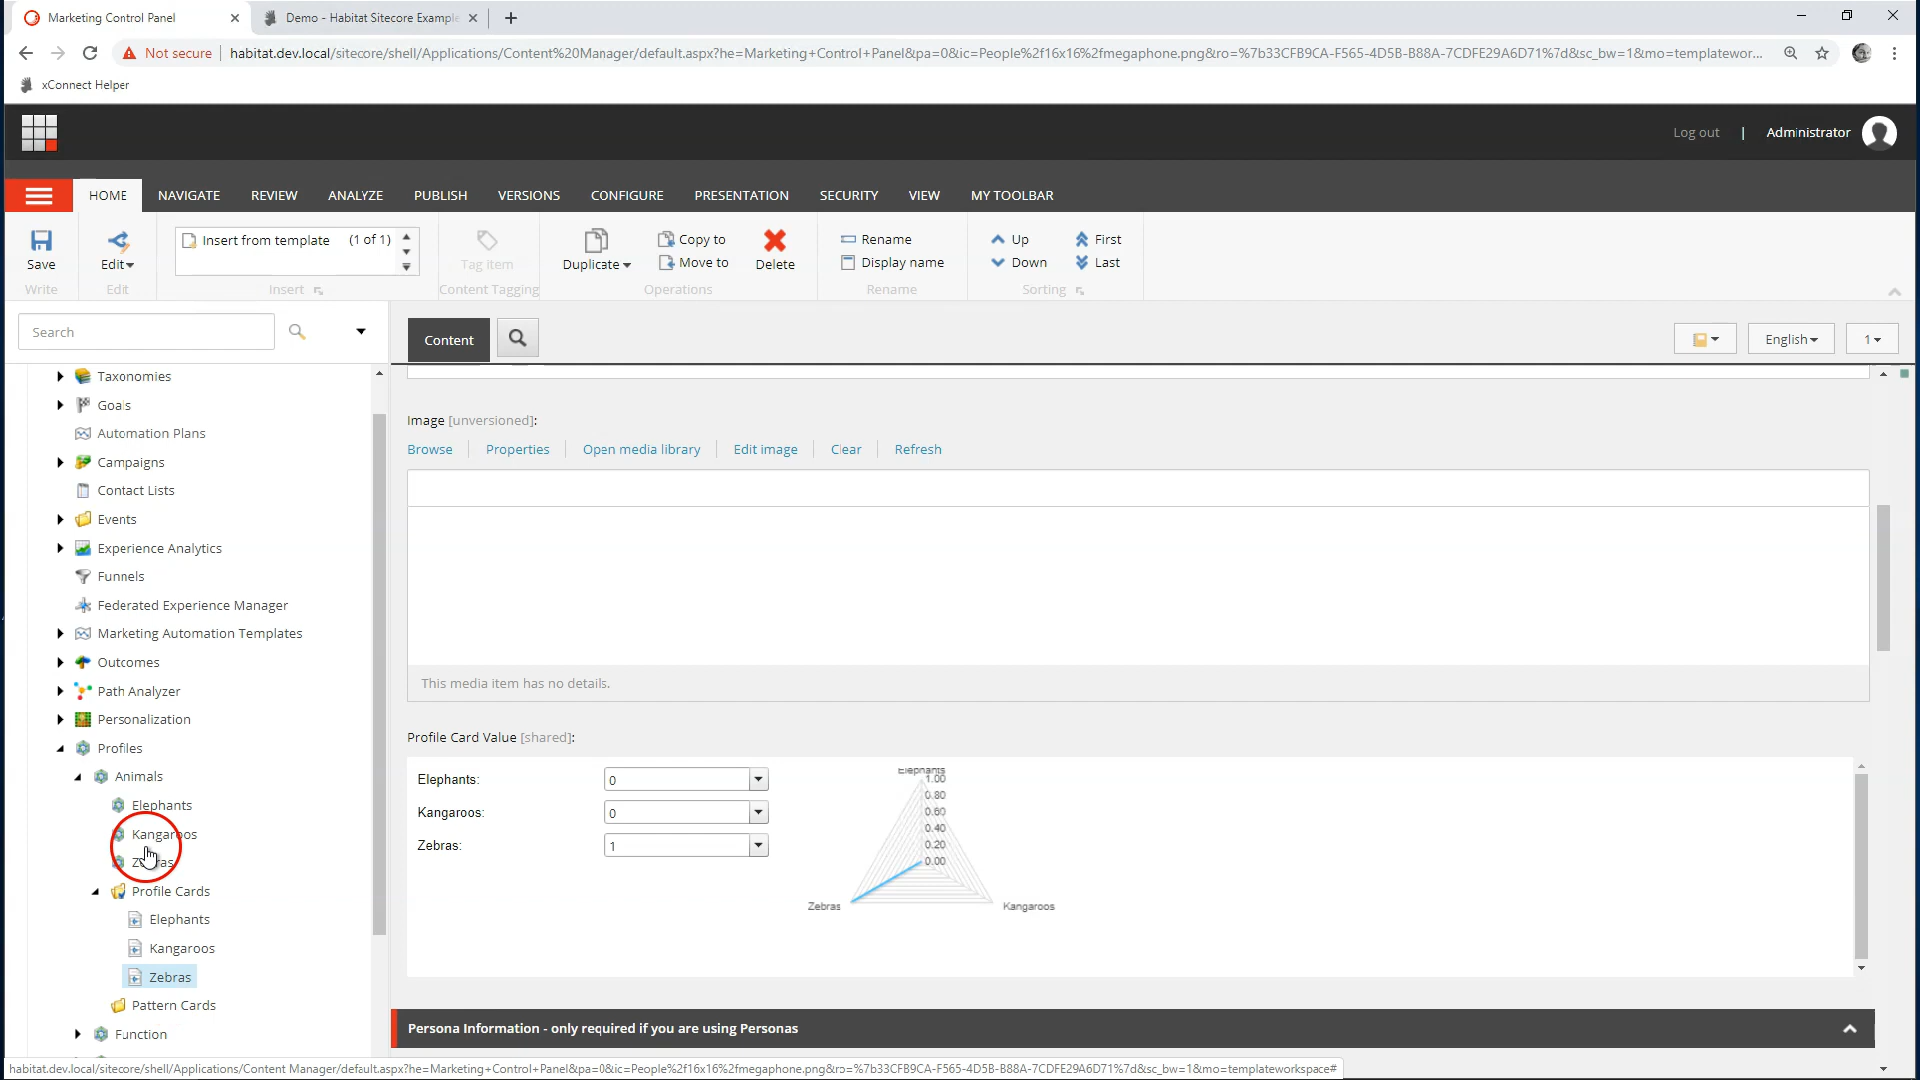 Marketing Control Panel
Demo - Habitat Sitecore Example
Not secure
habitat.dev.local/sitecore/shell/Applications/Content%20Manager/default.aspx?he=Marketing+Control+Panel&pa=0&ic=People%2f16x16%2fmegaphone.png&ro=%7b33CFB9CA-F565-4D5B-B88A-7CDFE29A6D71%7d&sc_bw=1&mo=templatewor...
xConnect Helper
Log out | Administrator
HOME NAVIGATE REVIEW ANALYZE PUBLISH VERSIONS CONFIGURE PRESENTATION SECURITY VIEW MY TOOLBAR
Insert from template (1 of 1) Copy to Rename Up First
Save Edit Tag item Duplicate Move to Delete Display name Down Last
Write Edit Insert Content Tagging Operations Rename Sorting
Search
Content
English 1
Taxonomies
Goals
Automation Plans
Campaigns
Contact Lists
Events
Experience Analytics
Funnels
Federated Experience Manager
Marketing Automation Templates
Outcomes
Path Analyzer
Personalization
Profiles
Animals
Elephants
Kangaroos
Zebras
Profile Cards
Elephants
Kangaroos
Zebras
Pattern Cards
Function
Image [unversioned]:
Browse Properties Open media library Edit image Clear Refresh
This media item has no details.
Profile Card Value [shared]:
Elephants: 0
Kangaroos: 0
Zebras: 1
Elephants
1.00
0.80
0.60
0.40
0.20
0.00
Zebras Kangaroos
Persona Information - only required if you are using Personas
habitat.dev.local/sitecore/shell/Applications/Content Manager/default.aspx?he=Marketing+Control+Panel&pa=0&ic=People%2f16x16%2fmegaphone.png&ro=%7b33CFB9CA-F565-4D5B-B88A-7CDFE29A6D71%7d&sc_bw=1&mo=templateworkspace#